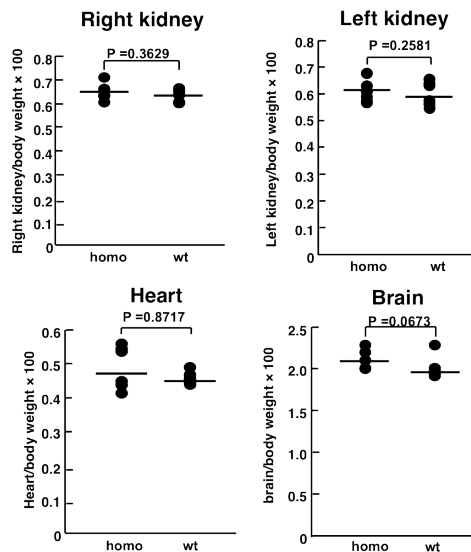 Right kidney
P =0.3629
Right kidney/body weight × 100
0.8
0.7
0.6
0.5
0.4
0.3
0.2
0.1
0
homo wt
Left kidney
P =0.2581
Left kidney/body weight × 100
0.8
0.7
0.6
0.5
0.4
0.3
0.2
0.1
0
homo wt
Heart
P =0.8717
Heart/body weight × 100
0.6
0.5
0.4
0.3
0.2
0.1
0
homo wt
Brain
P =0.0673
brain/body weight × 100
2.5
2.0
1.5
1.0
0.5
0
homo wt